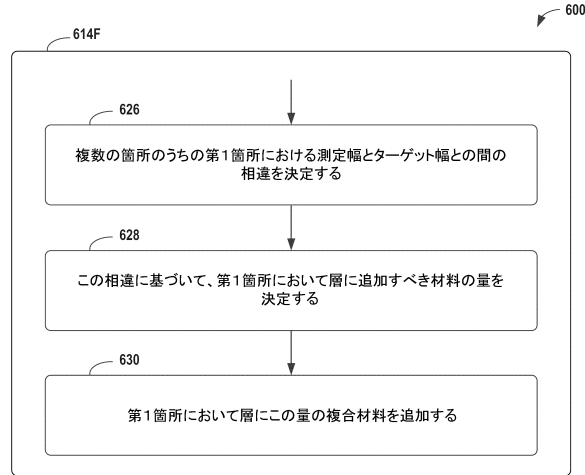 600
614F
626
複数の箇所のうちの第1箇所における測定幅とターゲット幅との間の
相違を決定する
628
この相違に基づいて、第1箇所において層に追加すべき材料の量を
決定する
630
第1箇所において層にこの量の複合材料を追加する